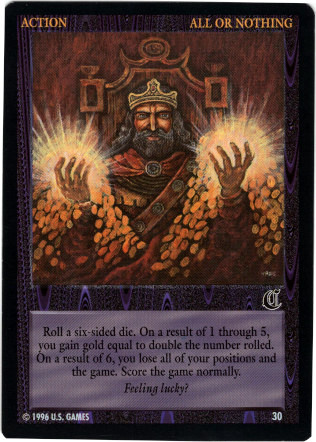 ACTION ALL OR NOTHING
Roll a six-sided die. On a result of 1 through 5,
you gain gold equal to double the number rolled.
On a result of 6, you lose all of your positions and
the game. Score the game normally.
Feeling lucky?
© 1996 U.S. GAMES 30